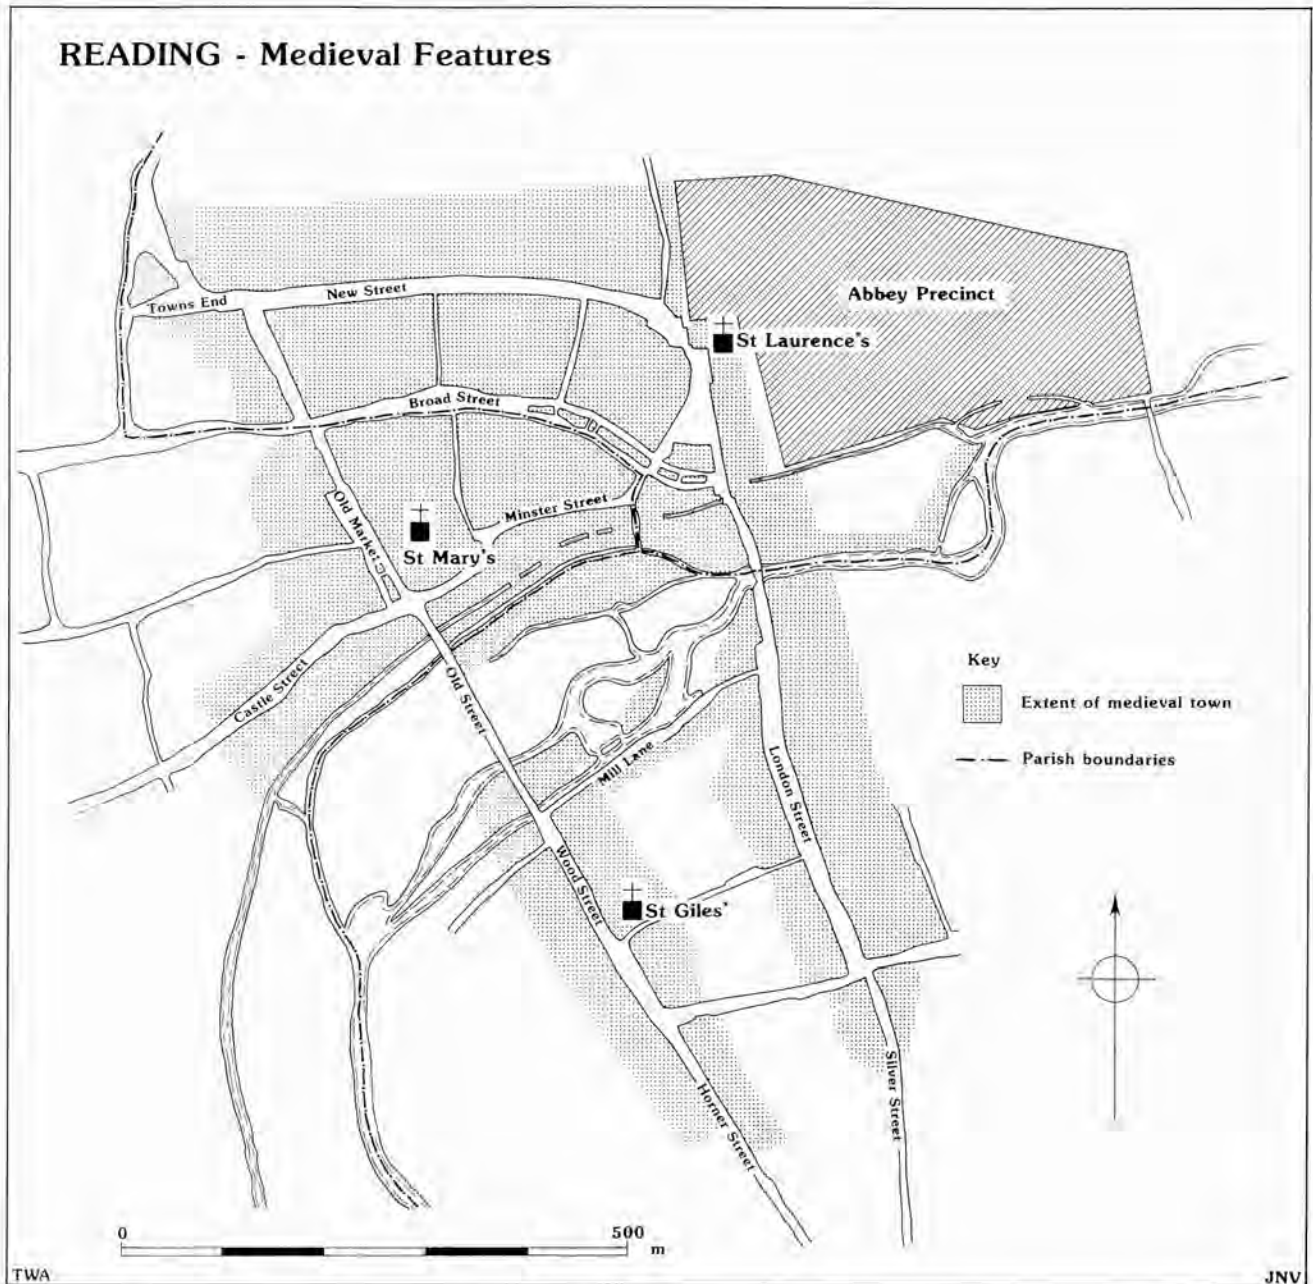 READING - Medieval Features
Towns End
New Street
Abbey Precinct
St Laurence's
Broad Street
Old Market
Minster Street
St Mary's
Castle Street
Old Street
Mill Lane
London Street
Wood Street
St Giles'
Horner Street
Silver Street
Key
Extent of medieval town
Parish boundaries
0 500
m
TWA
JNV